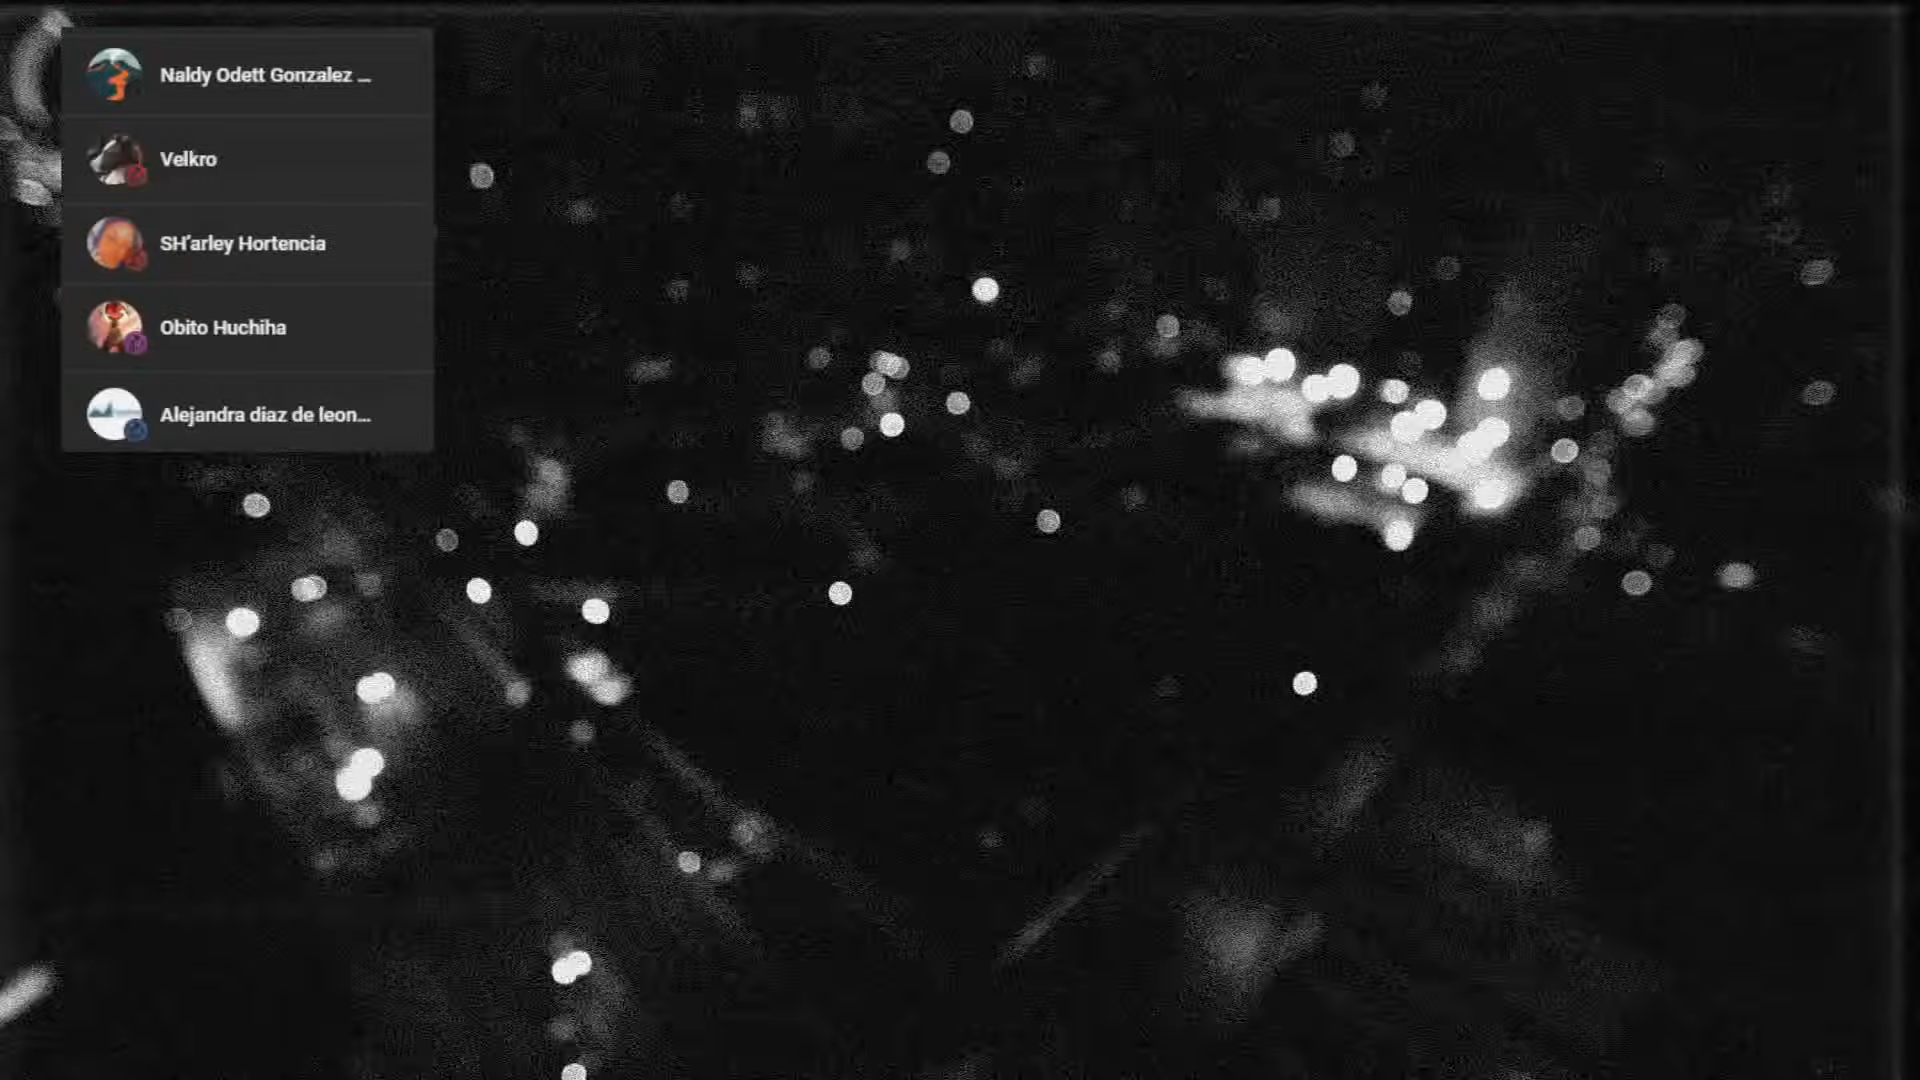 Naldy Odett Gonzalez ...
Velkro
SH'arley Hortencia
Obito Huchiha
Alejandra diaz de leon...